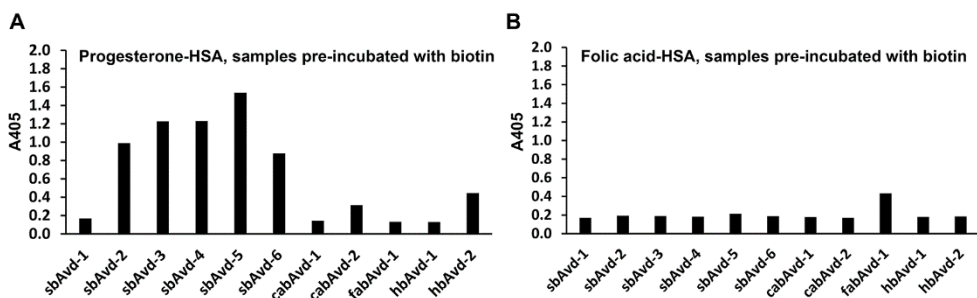 A
Progesterone-HSA, samples pre-incubated with biotin
2.0
1.8
1.6
1.4
1.2
1.0
0.8
0.6
0.4
0.2
0.0
A405
sbAvd-1
sbAvd-2
sbAvd-3
sbAvd-4
sbAvd-5
sbAvd-6
cabAvd-1
cabAvd-2
fabAvd-1
hbAvd-1
hbAvd-2
B
Folic acid-HSA, samples pre-incubated with biotin
2.0
1.8
1.6
1.4
1.2
1.0
0.8
0.6
0.4
0.2
0.0
A405
sbAvd-1
sbAvd-2
sbAvd-3
sbAvd-4
sbAvd-5
sbAvd-6
cabAvd-1
cabAvd-2
fabAvd-1
hbAvd-1
hbAvd-2